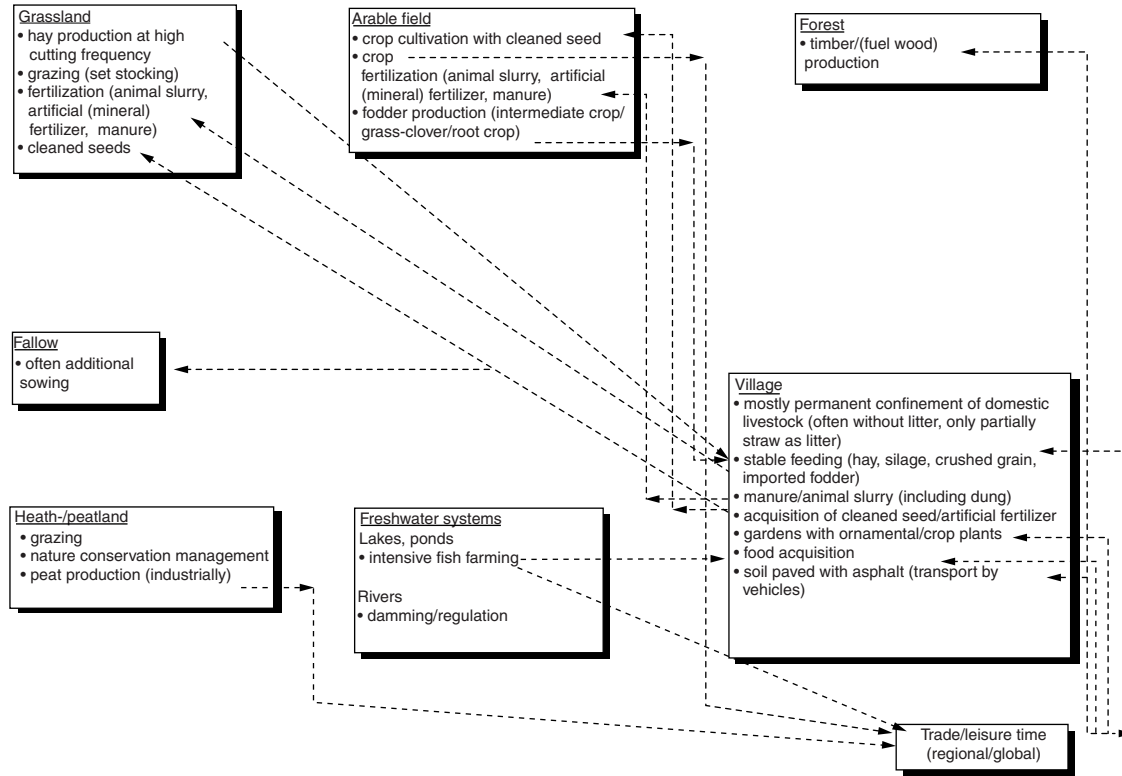 Grassland
• hay production at high
cutting frequency
• grazing (set stocking)
• fertilization (animal slurry,
artificial (mineral)
fertilizer, manure)
• cleaned seeds
Arable field
• crop cultivation with cleaned seed
• crop
fertilization (animal slurry, artificial
(mineral) fertilizer, manure)
• fodder production (intermediate crop/
grass-clover/root crop)
Forest
• timber/(fuel wood)
production
Fallow
• often additional
sowing
Village
• mostly permanent confinement of domestic
livestock (often without litter, only partially
straw as litter)
• stable feeding (hay, silage, crushed grain,
imported fodder)
• manure/animal slurry (including dung)
• acquisition of cleaned seed/artificial fertilizer
• gardens with ornamental/crop plants
• food acquisition
• soil paved with asphalt (transport by
vehicles)
Heath-/peatland
• grazing
• nature conservation management
• peat production (industrially)
Freshwater systems
Lakes, ponds
• intensive fish farming
Rivers
• damming/regulation
Trade/leisure time
(regional/global)